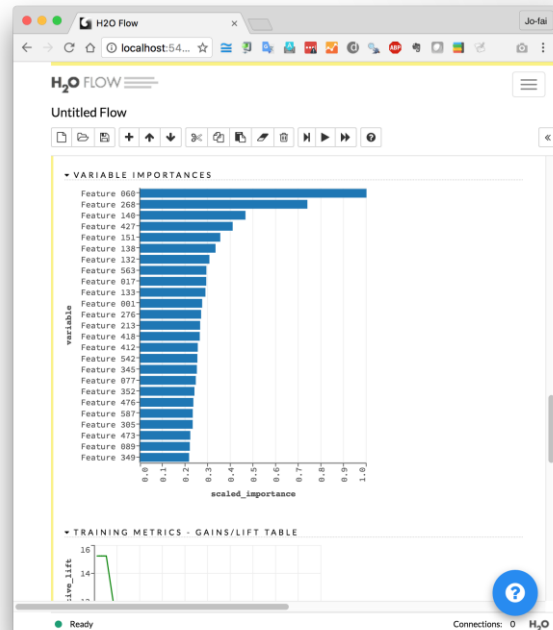 H2O Flow
Jo-fai
localhost:54...
ABP
H2O FLOW
Untitled Flow
VARIABLE IMPORTANCES
Feature 060
Feature 268
Feature 140
Feature 427
Feature 151
Feature 138
Feature 132
Feature 563
Feature 017
Feature 133
Feature 001
Feature 276
Feature 213
Feature 418
Feature 412
Feature 542
Feature 345
Feature 077
Feature 352
Feature 476
Feature 587
Feature 305
Feature 473
Feature 089
Feature 349
variable
0.0 0.1 0.2 0.3 0.4 0.5 0.6 0.7 0.8 0.9 1.0
scaled_importance
TRAINING METRICS - GAINS/LIFT TABLE
16
14
Ready
Connections: 0 H2O